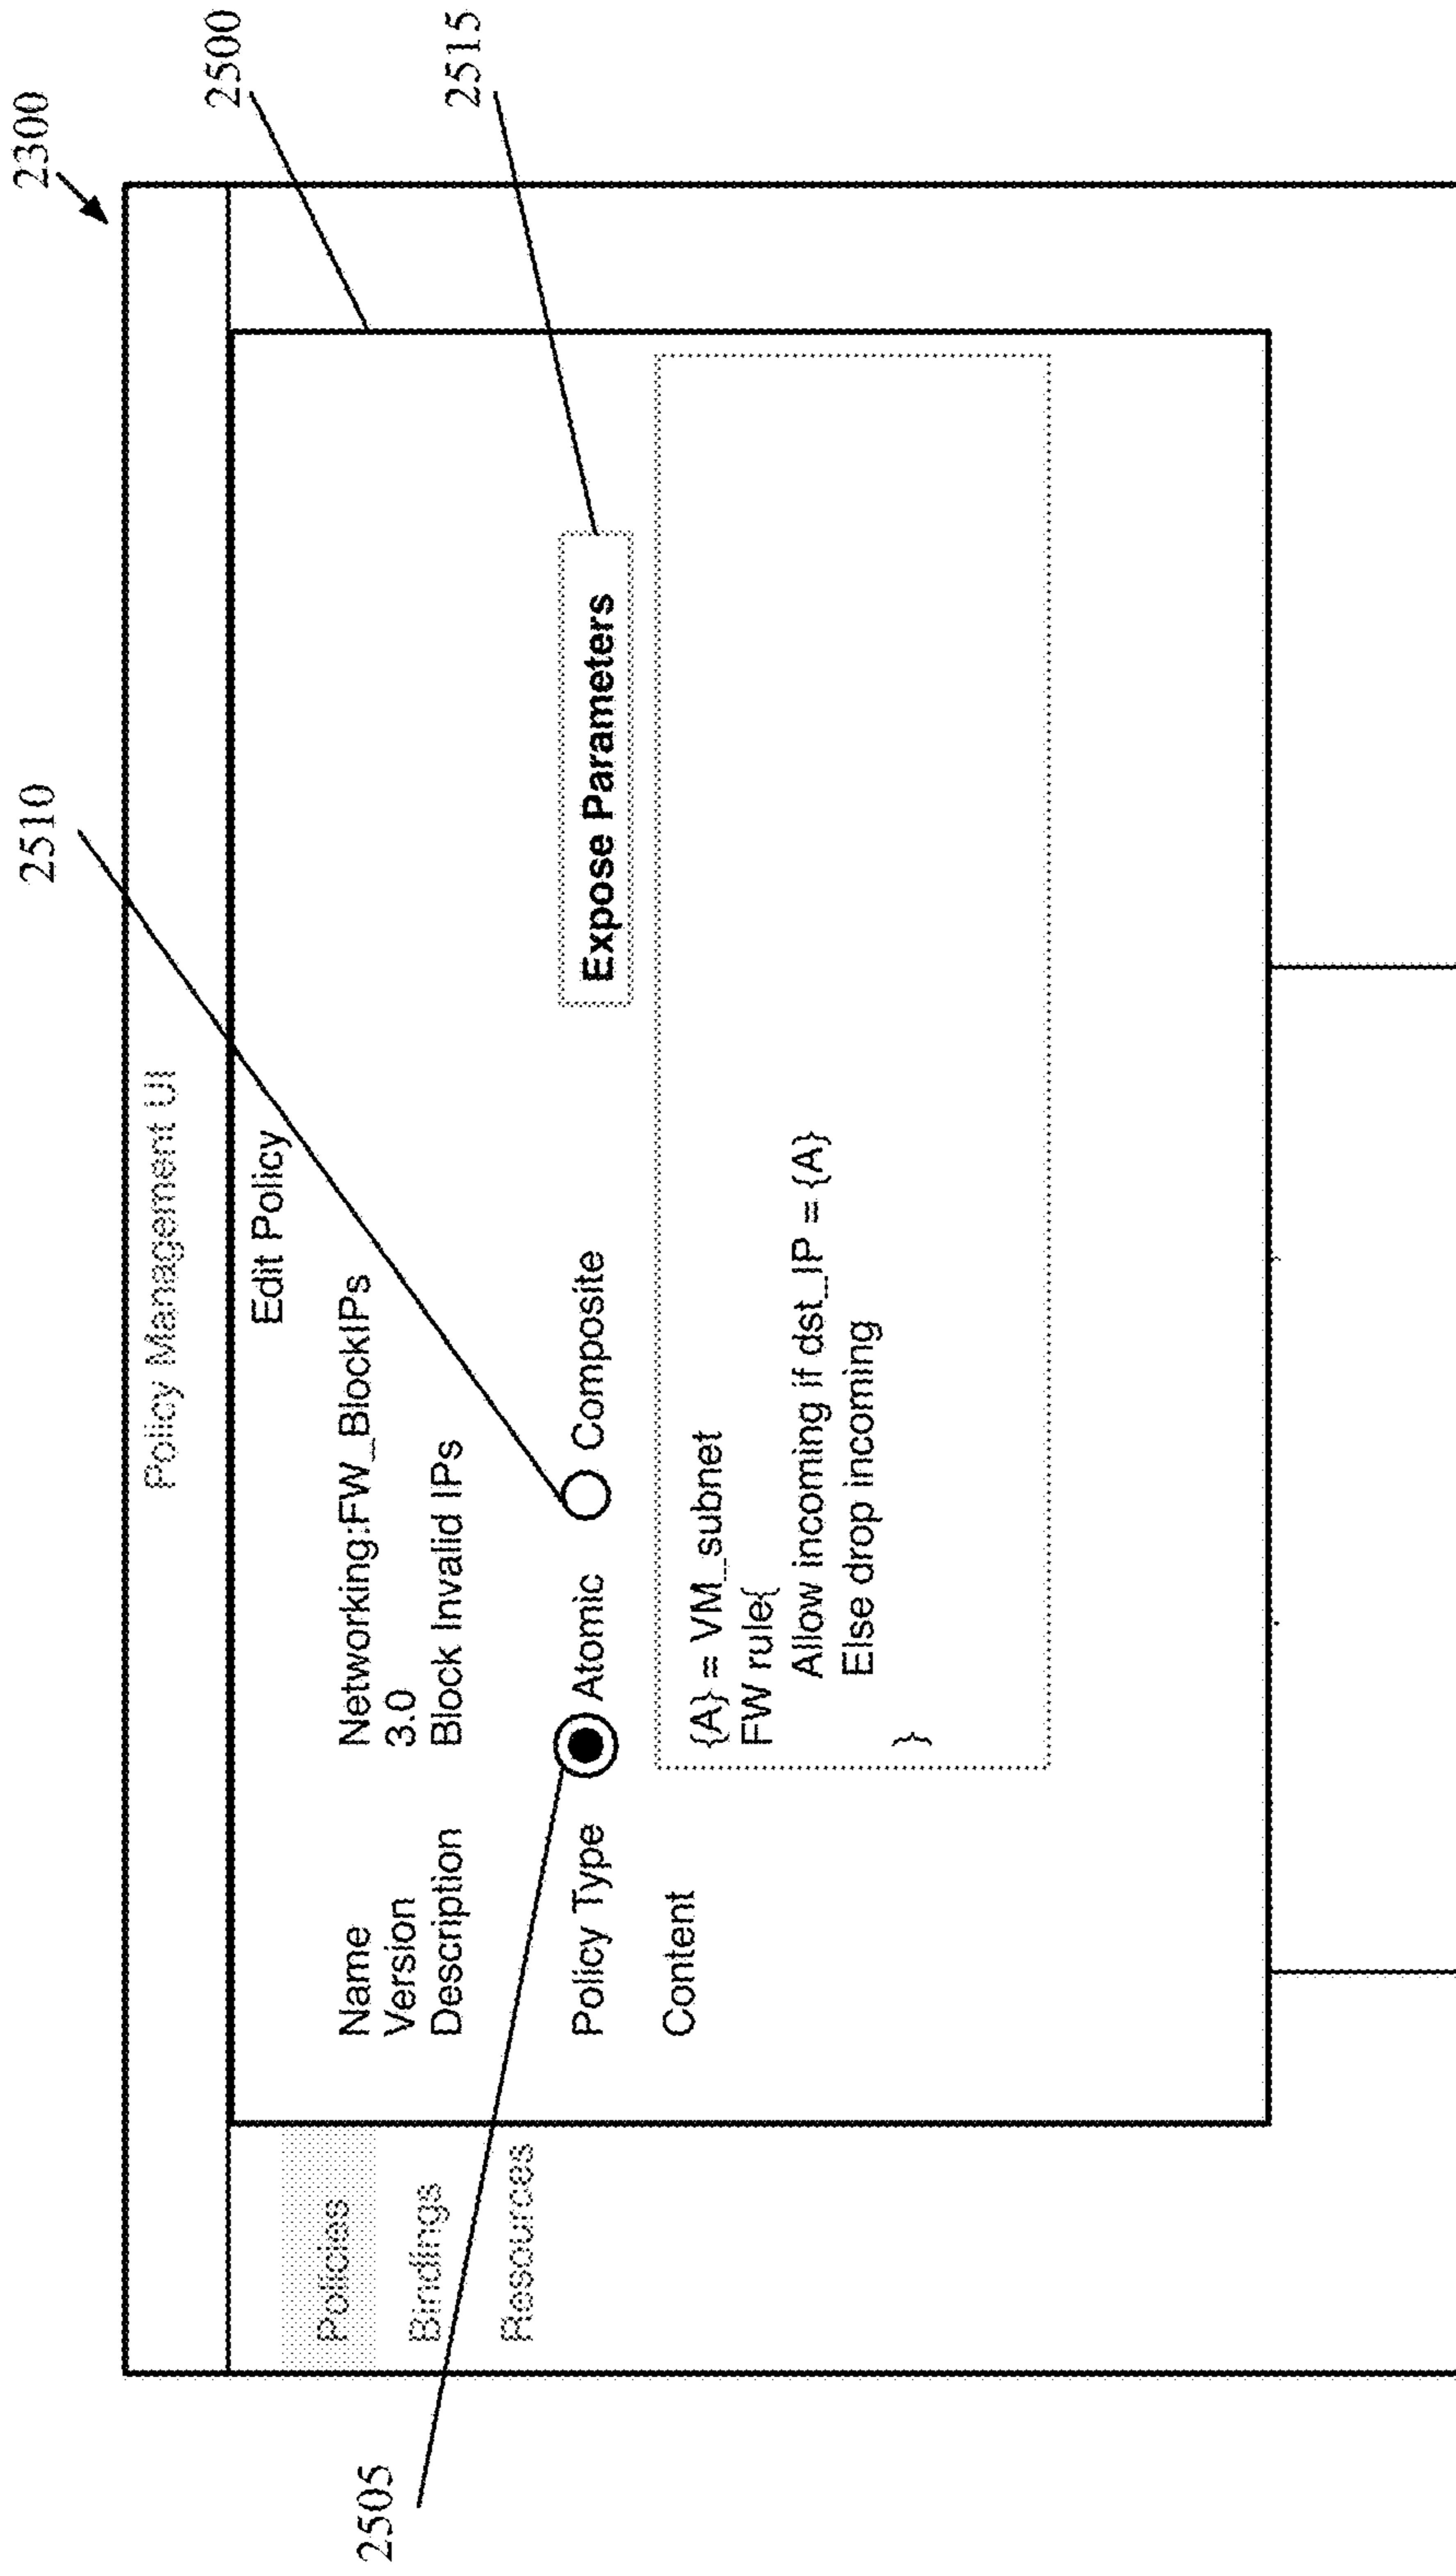 2300
2510
2500
2515
2505
Policy Management UI
Policies
Bindings
Resources
Edit Policy
Name Networking:FW_BlockIPs
Version 3.0
Description Block Invalid IPs
Policy Type Atomic Composite
Expose Parameters
Content
{A} = VM_subnet
FW rule{
Allow incoming if dst_IP = {A}
Else drop incoming
}